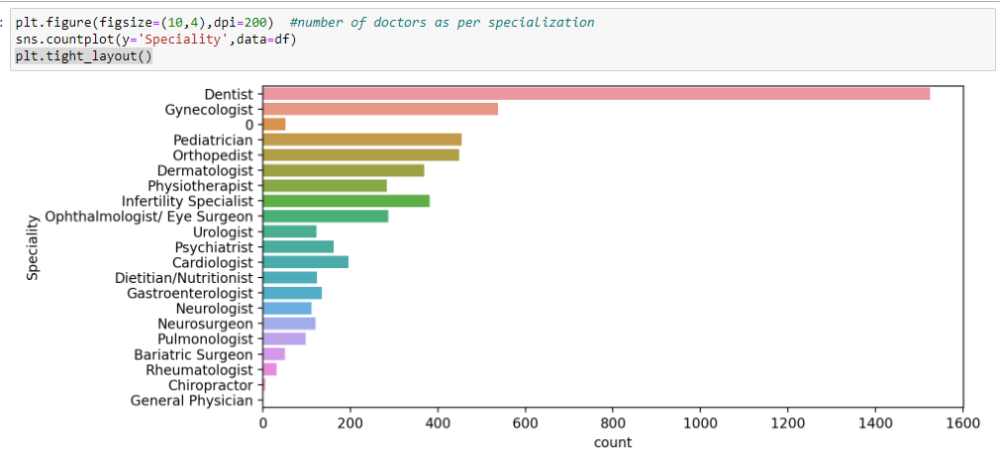 : plt.figure(figsize=(10,4),dpi=200)  #number of doctors as per specialization
sns.countplot(y='Speciality',data=df)
plt.tight_layout()
Dentist
Gynecologist
0
Pediatrician
Orthopedist
Dermatologist
Physiotherapist
Infertility Specialist
Ophthalmologist/ Eye Surgeon
Urologist
Psychiatrist
Cardiologist
Dietitian/Nutritionist
Gastroenterologist
Neurologist
Neurosurgeon
Pulmonologist
Bariatric Surgeon
Rheumatologist
Chiropractor
General Physician
Speciality
0 200 400 600 800 1000 1200 1400 1600
count